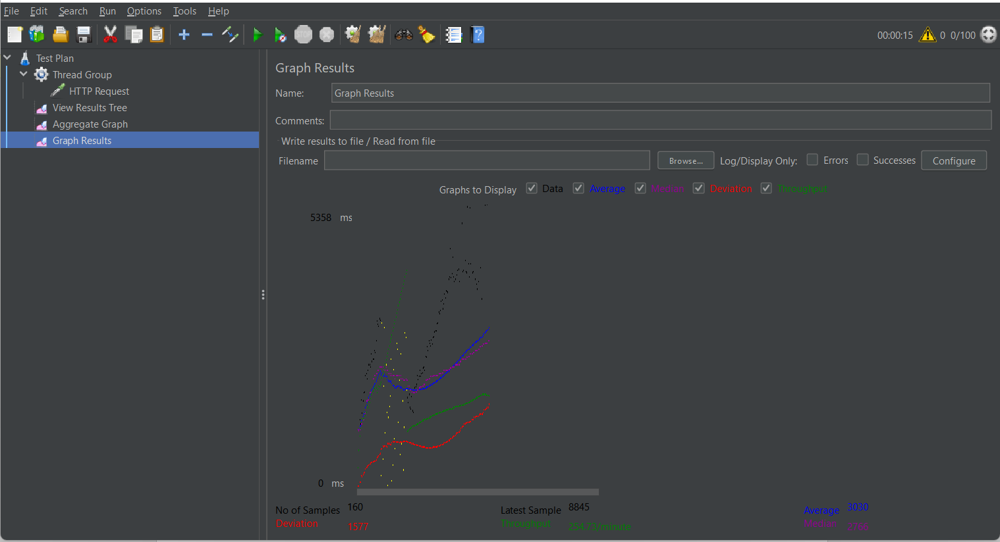 File Edit Search Run Options Tools Help
STOP
00:00:15 0 0/100
Test Plan
Thread Group
HTTP Request
View Results Tree
Aggregate Graph
Graph Results
Graph Results
Name: Graph Results
Comments:
Write results to file / Read from file
Filename Browse... Log/Display Only: Errors Successes Configure
Graphs to Display Data Average Median Deviation Throughput
5358 ms
0 ms
No of Samples 160 Latest Sample 8845 Average 3030
Deviation 1577 Throughput 254.73/minute Median